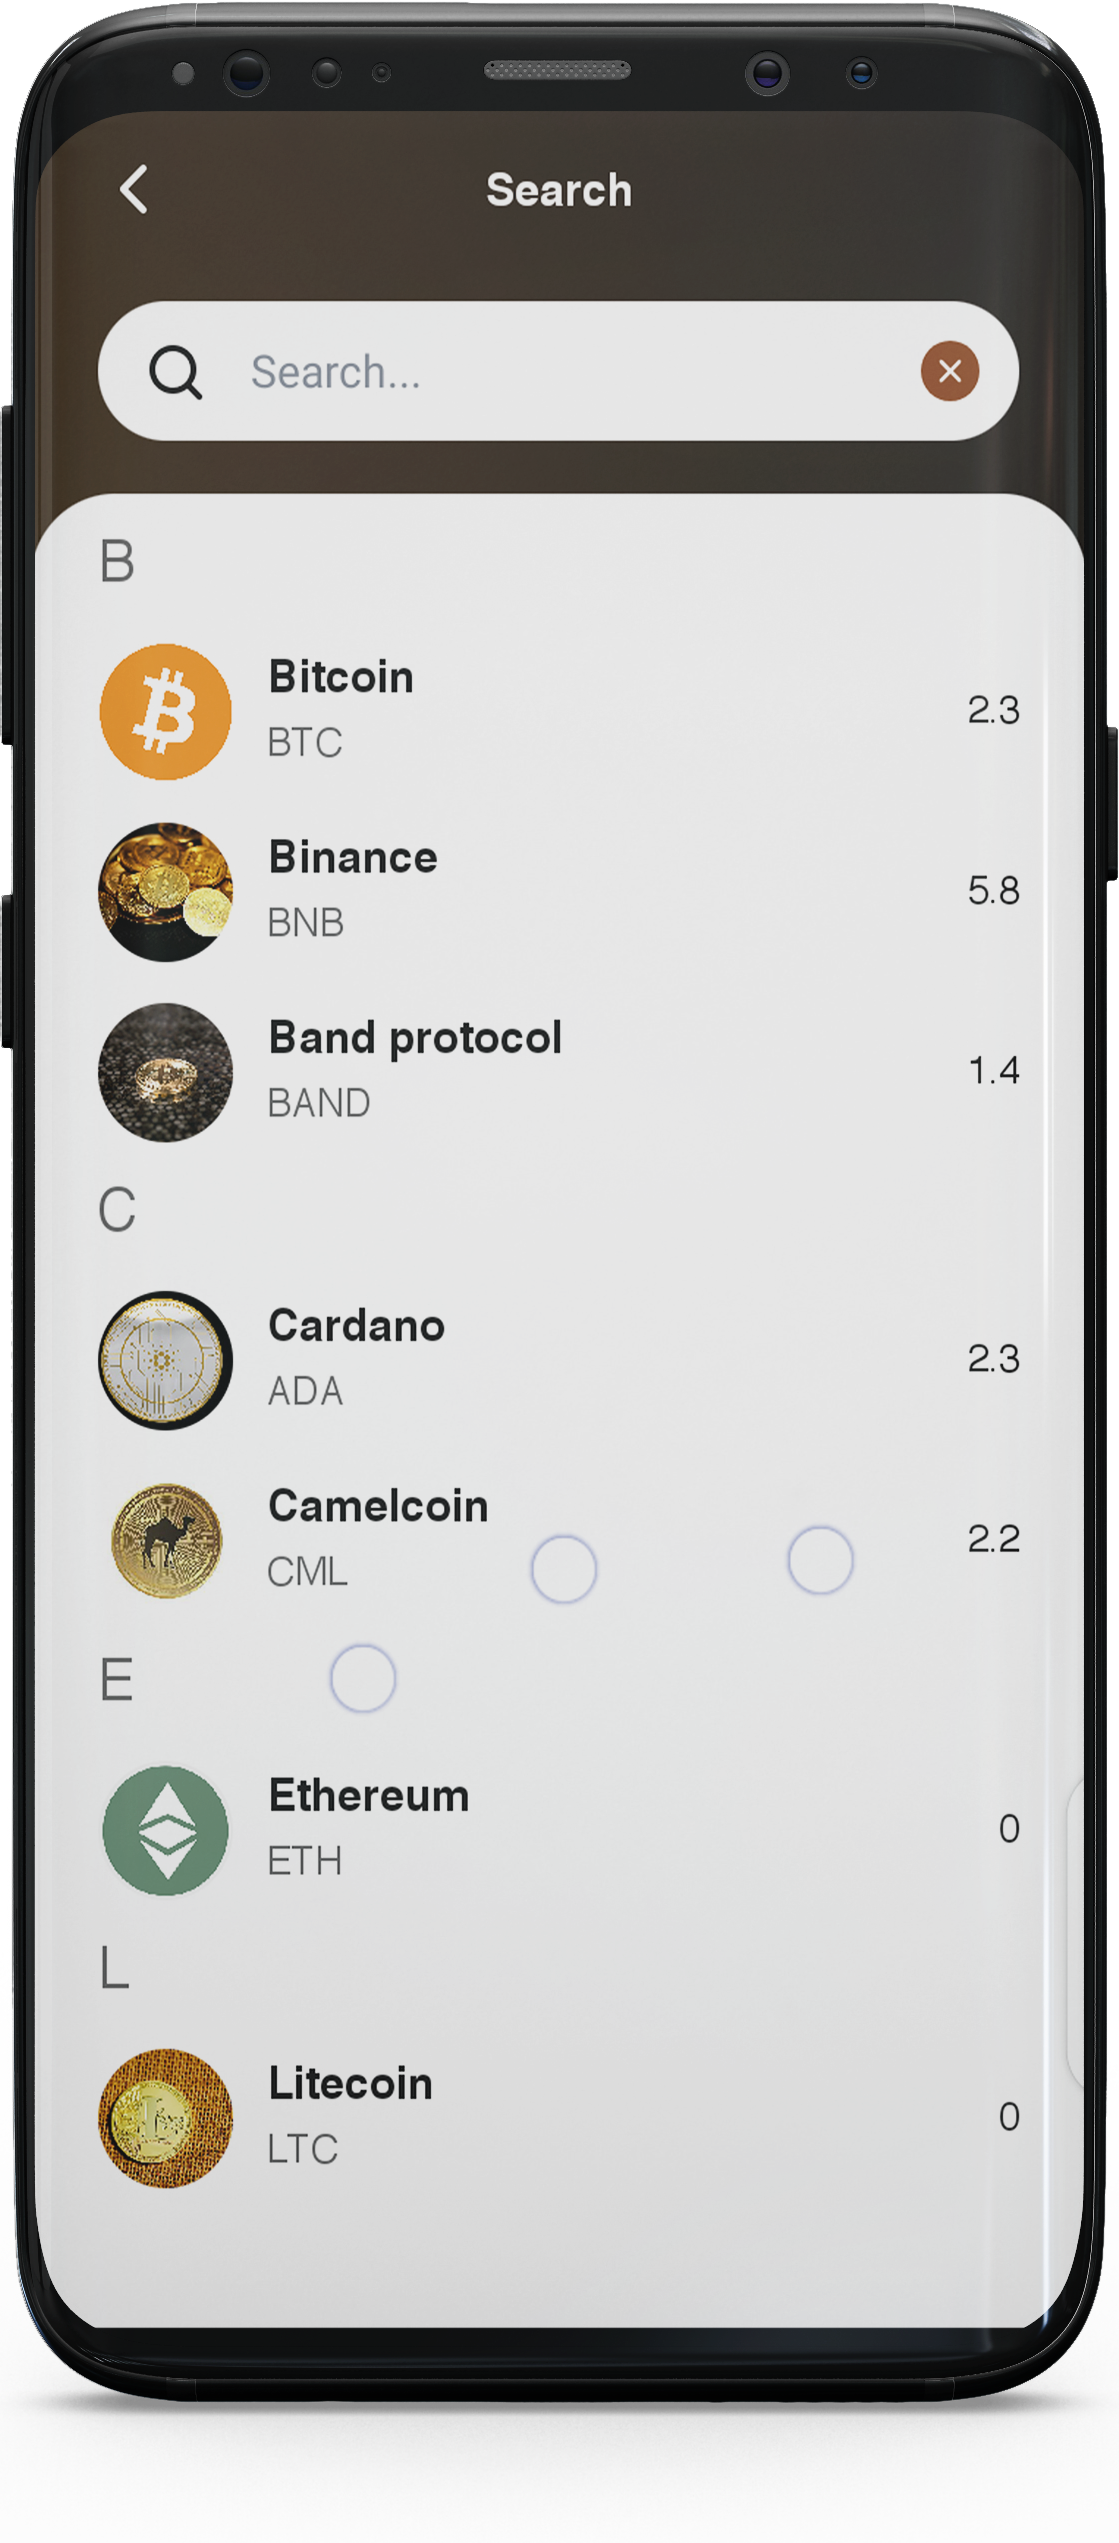 Search
Search...
B
Bitcoin
BTC
2.3
Binance
BNB
5.8
Band protocol
BAND
1.4
C
Cardano
ADA
2.3
Camelcoin
CML
2.2
E
Ethereum
ETH
0
L
Litecoin
LTC
0